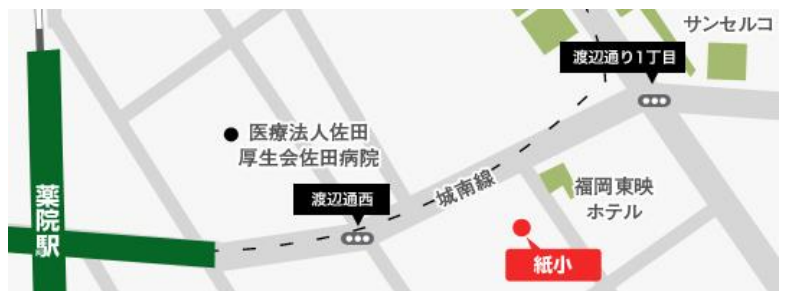 サンセルコ
渡辺通り1丁目
医療法人佐田
厚生会佐田病院
薬院駅
渡辺通西
城南線
福岡東映
ホテル
紙小